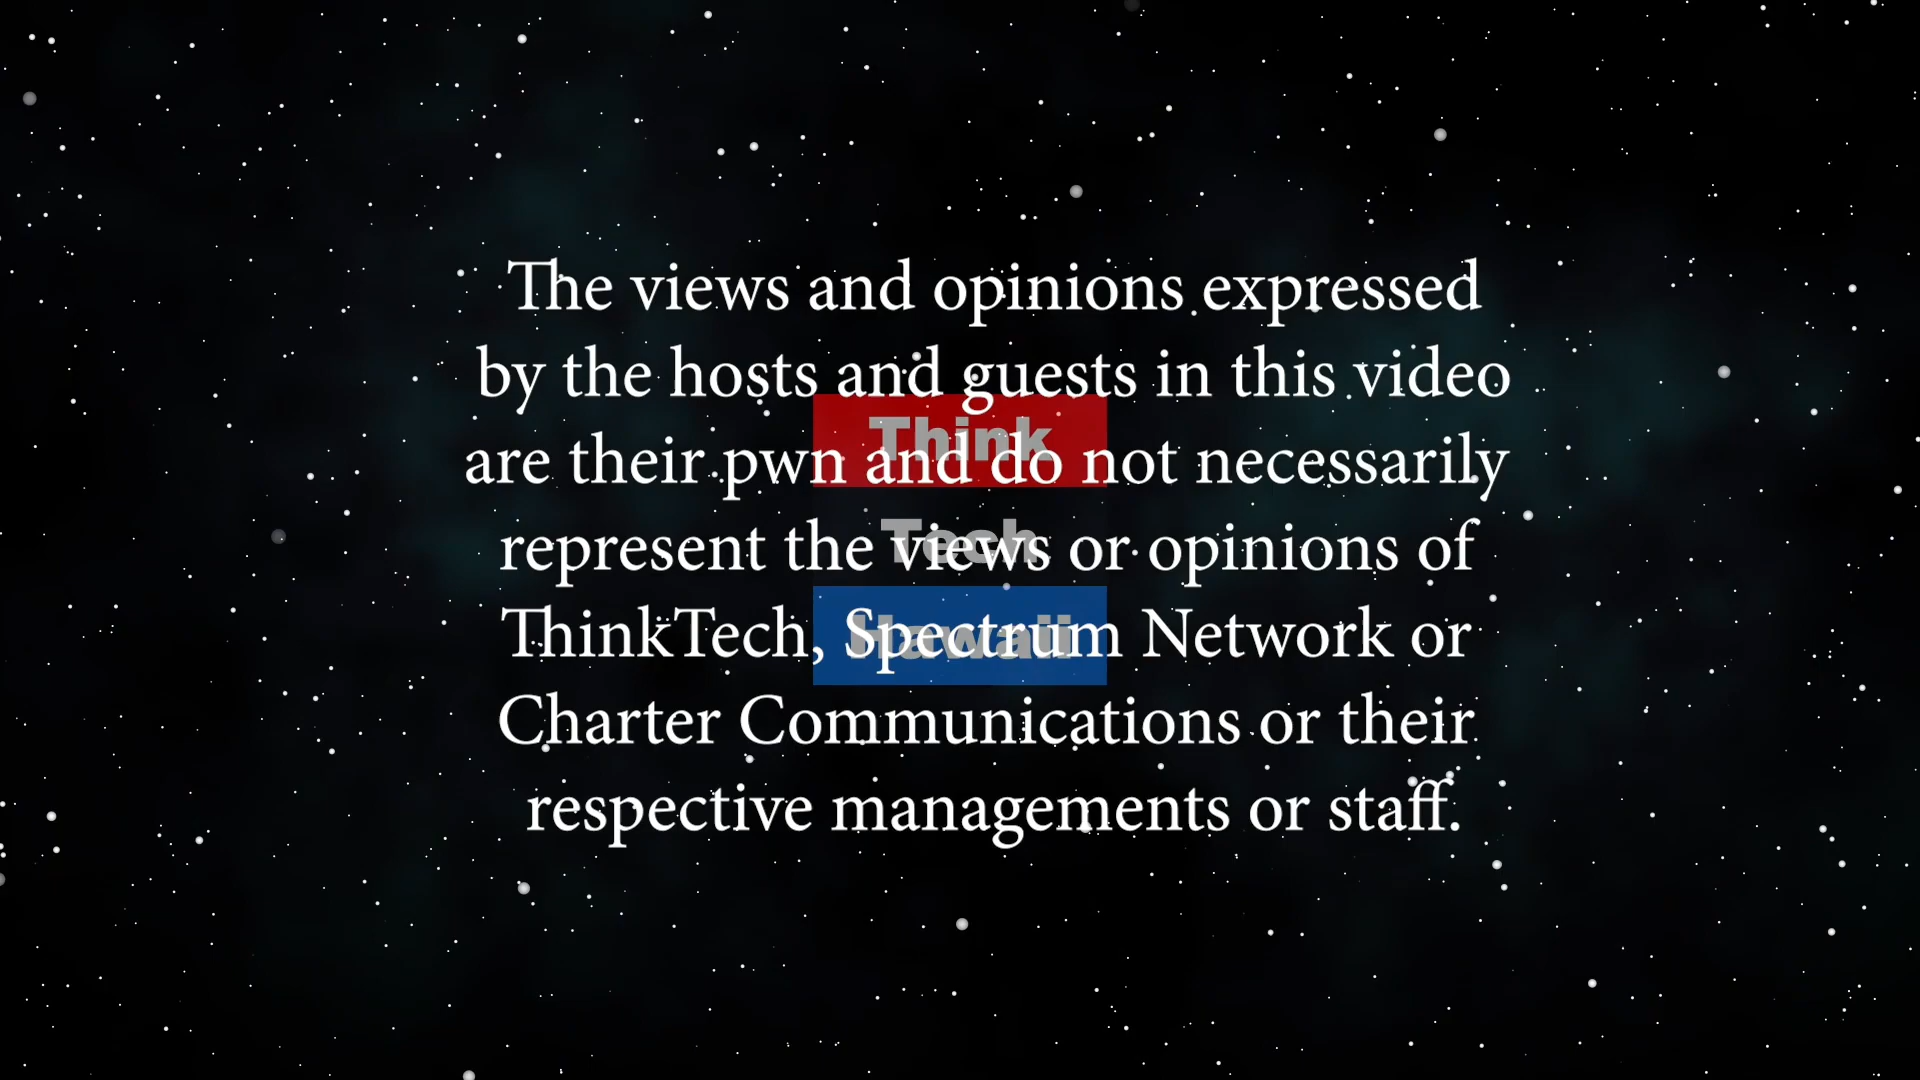 The views and opinions expressed
by the hosts and guests in this video
Think
are their pwn and do not necessarily
Tech
represent the views or opinions of
Hawaii
ThinkTech, Spectrum Network or
Charter Communications or their
respective managements or staff.